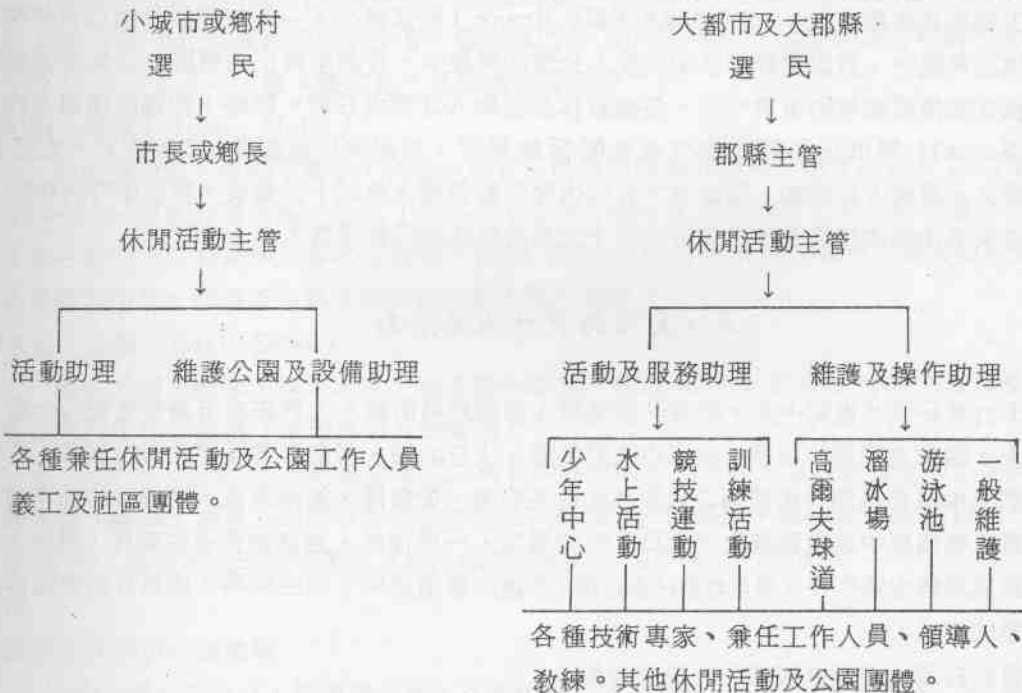 小城市或鄉村
選民
↓
市長或鄉長
↓
休閒活動主管
↓
活動助理 維護公園及設備助理
各種兼任休閒活動及公園工作人員
義工及社區團體。
大都市及大郡縣
選民
↓
郡縣主管
↓
休閒活動主管
↓
活動及服務助理 維護及操作助理
↓ ↓
少年中心
水上活動
競技運動
訓練活動
高爾夫球道
溜冰場
游泳池
一般維護
各種技術專家、兼任工作人員、領導人、
教練。其他休閒活動及公園團體。